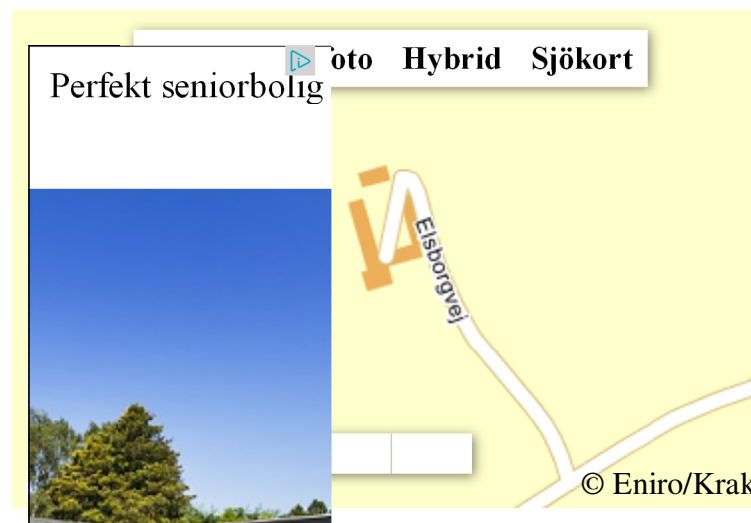 foto Hybrid Sjökort
Perfekt seniorbolig
Elsborgvej
© Eniro/Krak